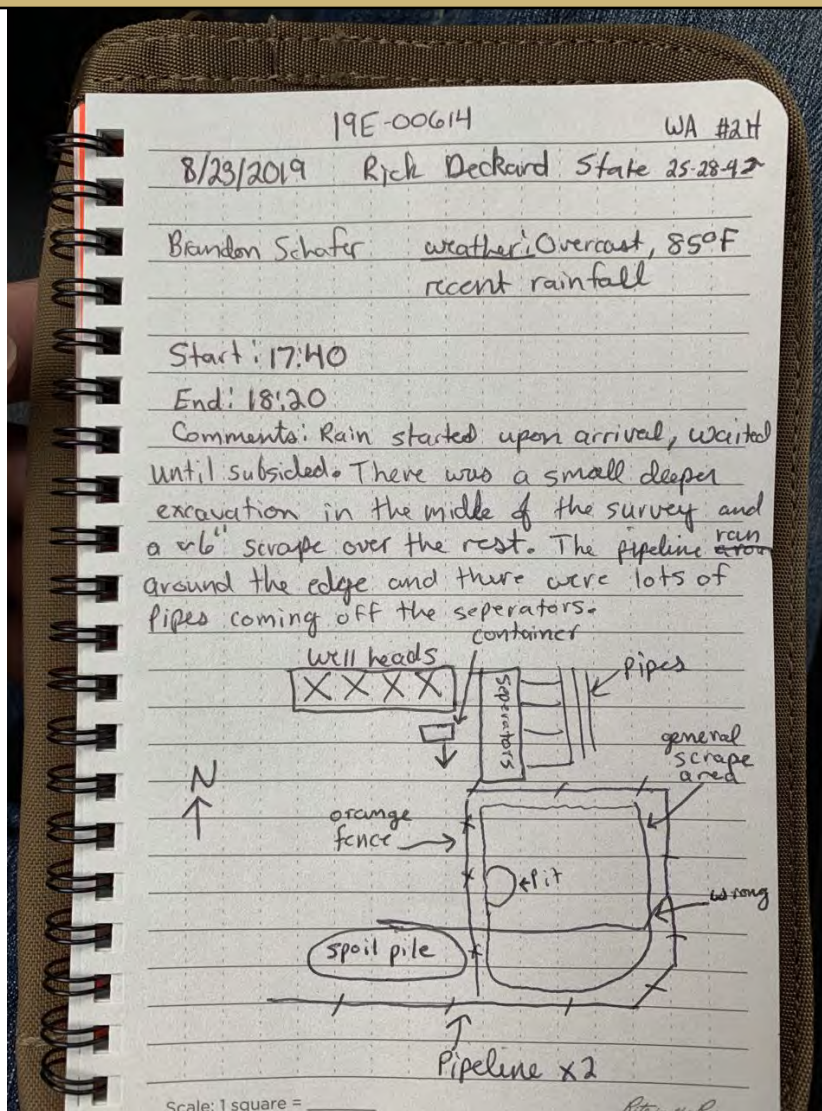 19E-00614
WA #2H
8/23/2019 Rick Deckard State 25-28-42
Brandon Schafer weather: Overcast, 85°F
recent rainfall
Start: 17:40
End: 18:20
Comments: Rain started upon arrival, waited
until subsided. There was a small deeper
excavation in the middle of the survey and
a ~6" scrape over the rest. The pipeline ran
around the edge and there were lots of
Pipes coming off the seperators.
container
well heads
X X X X
Seperators
Pipes
general
scrape
area
N
orange
fence
Pit
wrong
spoil pile
Pipeline x2
Scale: 1 square =